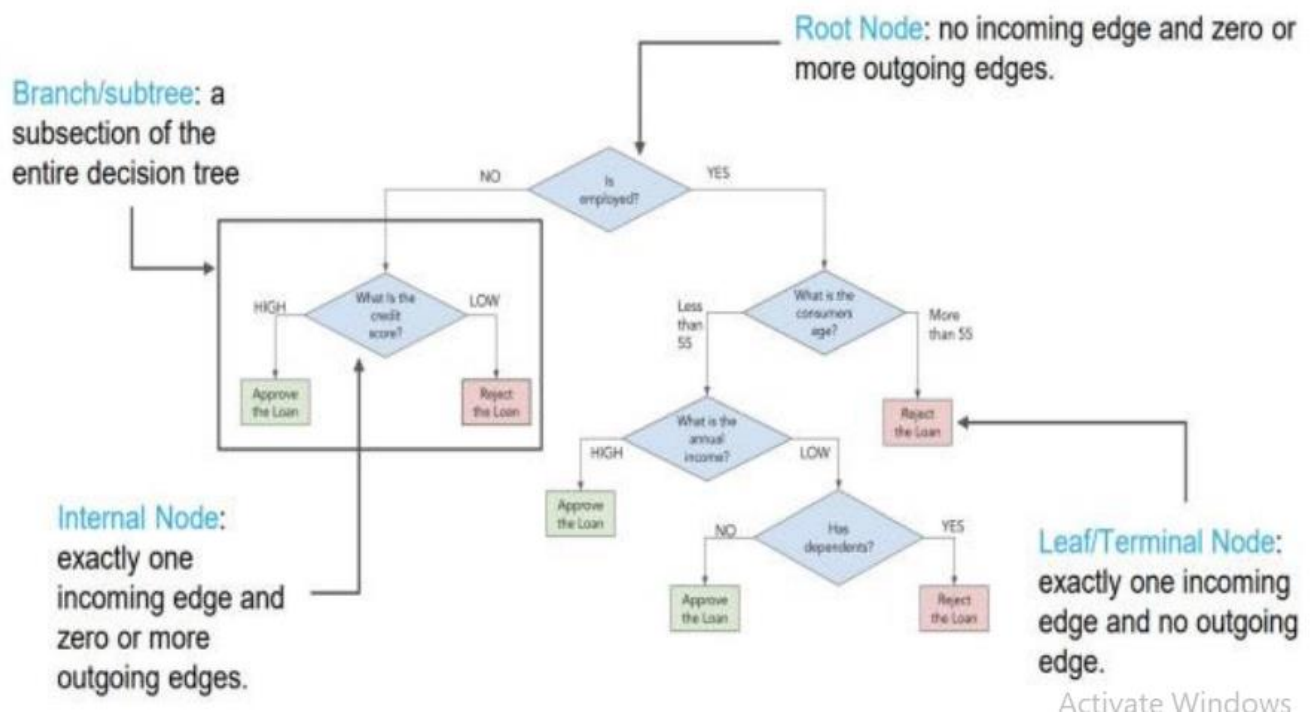 Root Node: no incoming edge and zero or
more outgoing edges.
Branch/subtree: a
subsection of the
entire decision tree
NO
Is
employed?
YES
HIGH
What Is the
credit
score?
LOW
Approve
the Loan
Reject
the Loan
Less
than
55
What is the
consumers
age?
More
than 55
Reject
the Loan
HIGH
What is the
annual
income?
LOW
Approve
the Loan
NO
Has
dependents?
YES
Approve
the Loan
Reject
the Loan
Internal Node:
exactly one
incoming edge and
zero or more
outgoing edges.
Leaf/Terminal Node:
exactly one incoming
edge and no outgoing
edge.
Activate Windows